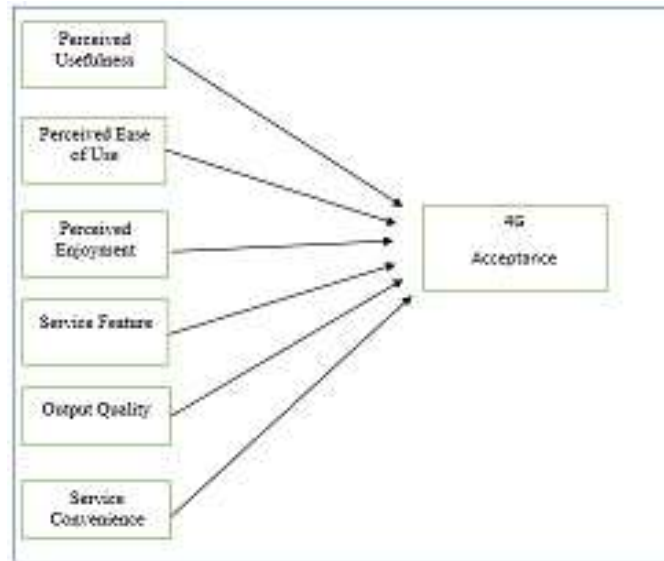 Perceived
Usefulness
Perceived Ease
of Use
Perceived
Enjoyment
Service Feature
Output Quality
Service
Convenience
4G
Acceptance